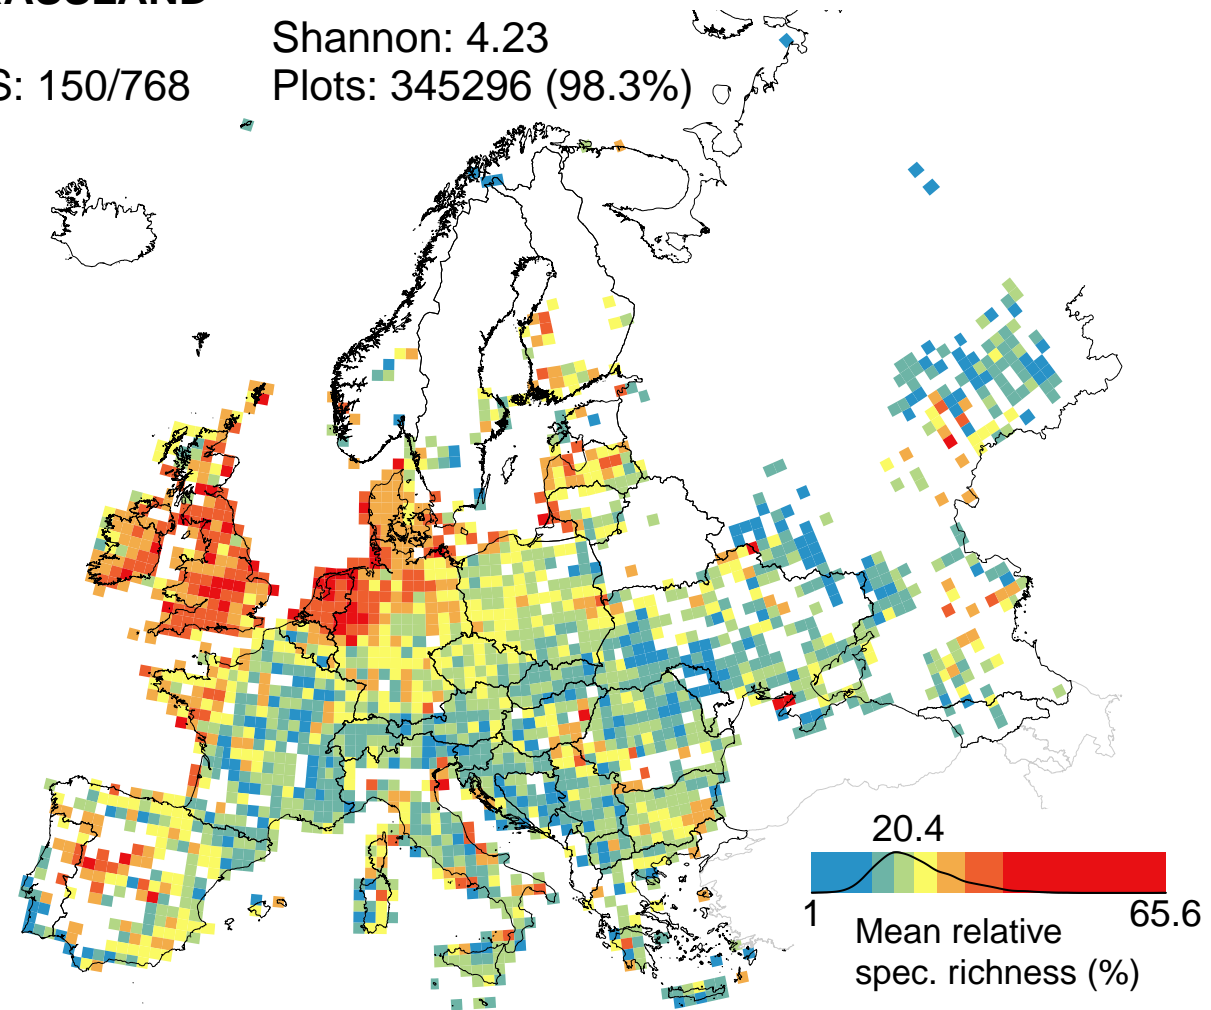 Shannon: 4.23
S: 150/768
Plots: 345296 (98.3%)
20.4
1
65.6
Mean relative
spec. richness (%)